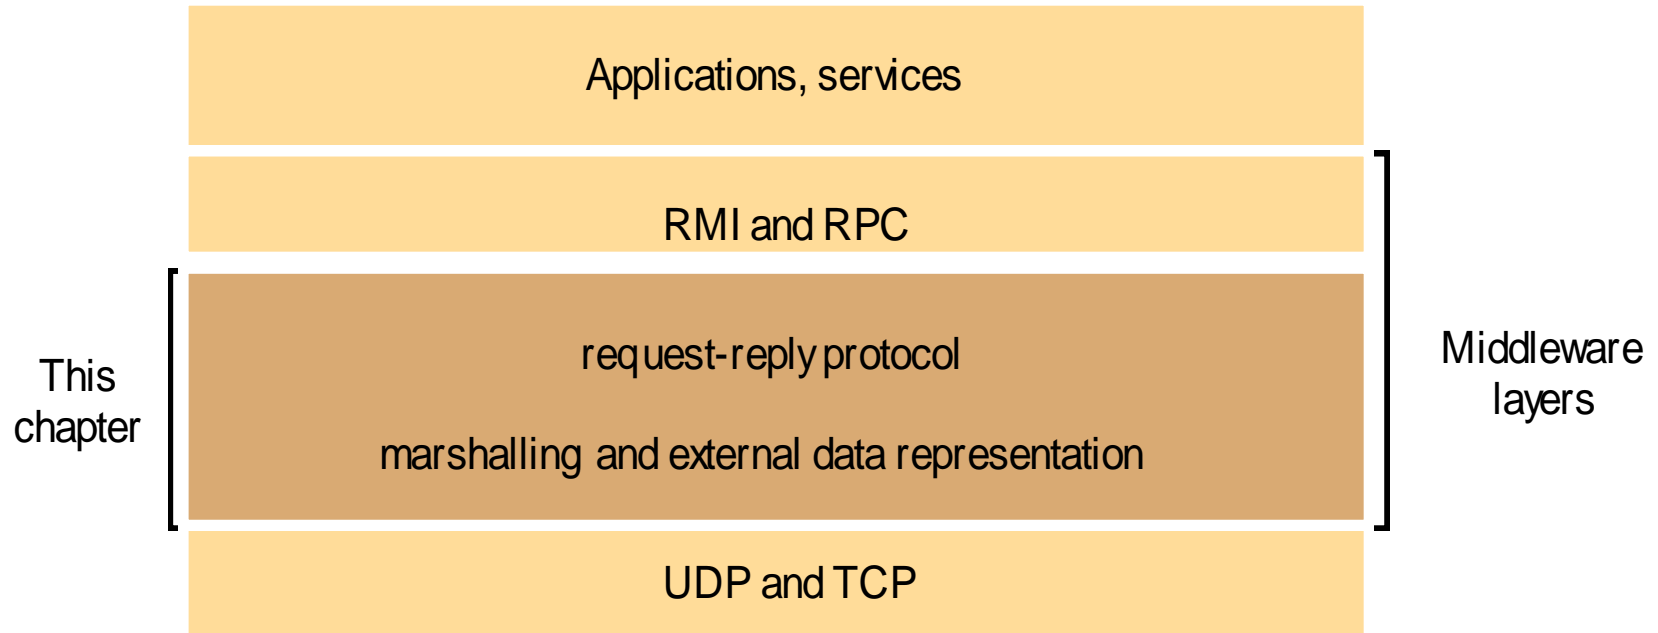 Applications, services
RMI and RPC
This
chapter
request-reply protocol
marshalling and external data representation
Middleware
layers
UDP and TCP